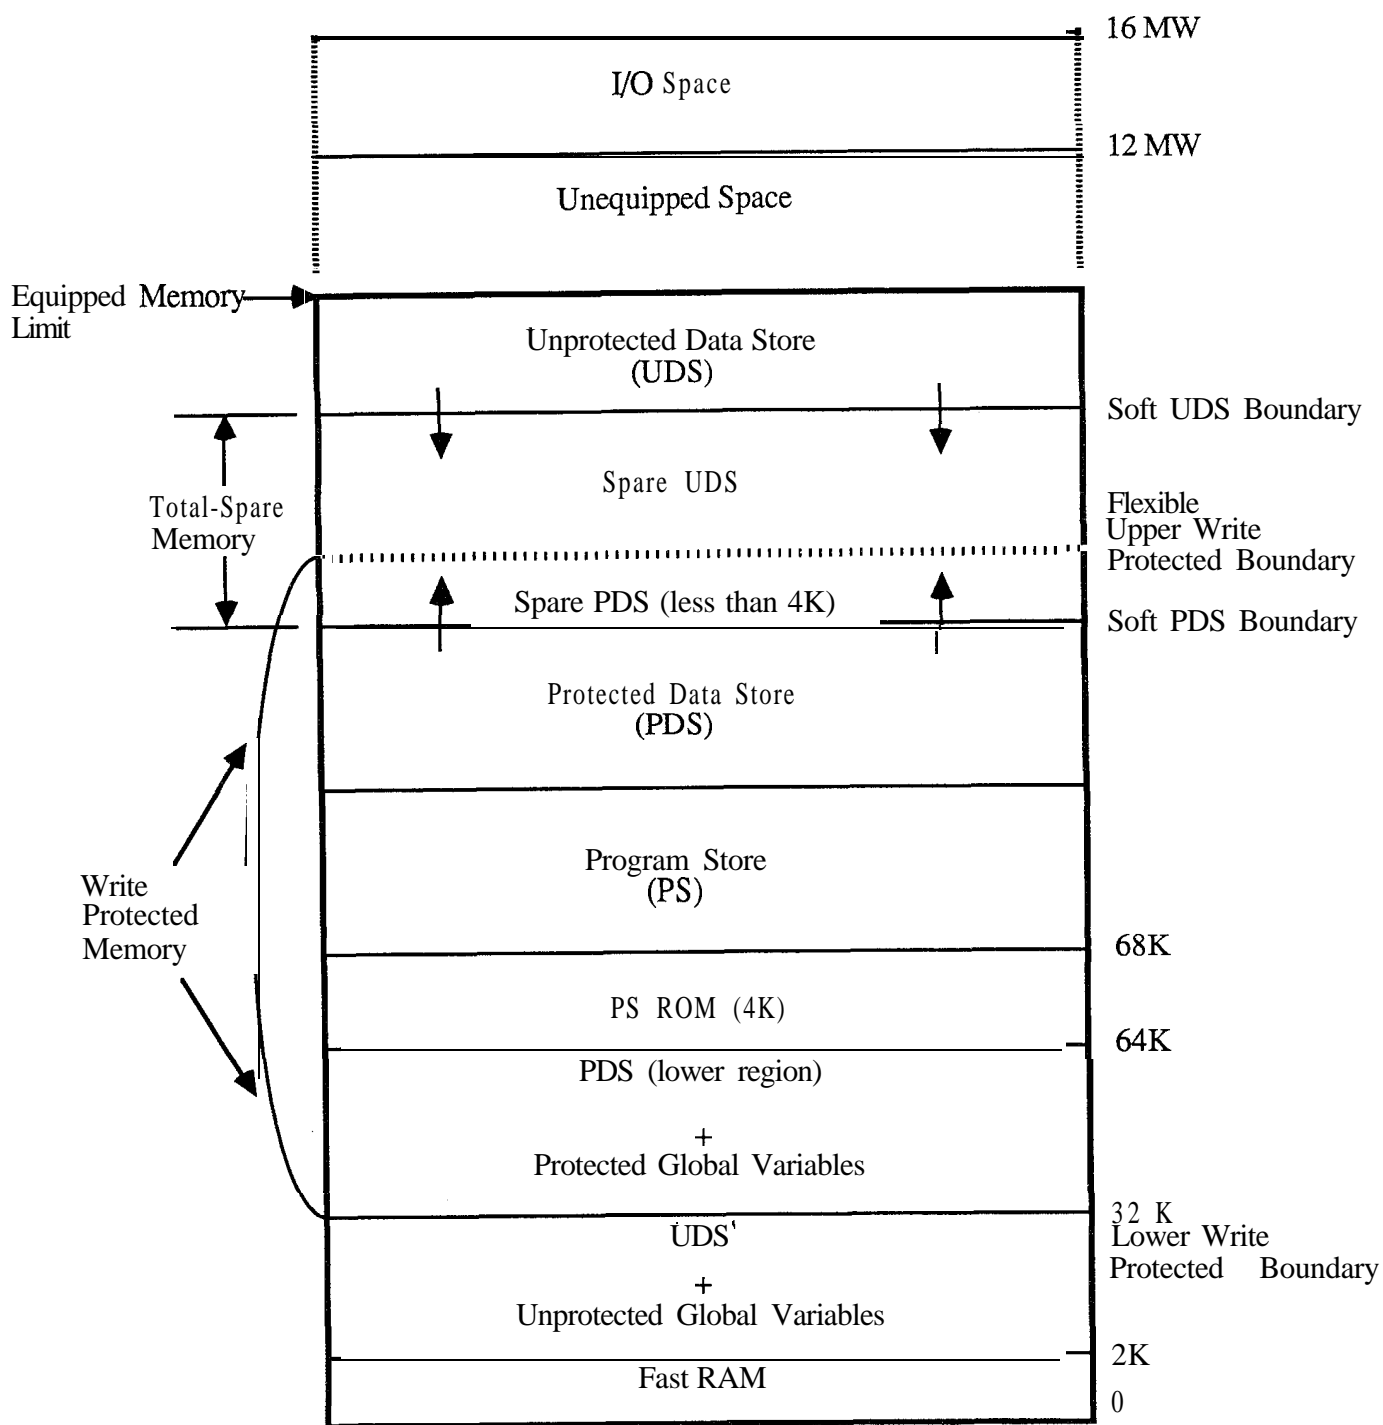 16 MW
I/O Space
12 MW
Unequipped Space
Equipped Memory
Limit
Unprotected Data Store
(UDS)
Soft UDS Boundary
Spare UDS
Total-Spare
Memory
Flexible
Upper Write
Protected Boundary
Spare PDS (less than 4K)
Soft PDS Boundary
Protected Data Store
(PDS)
Program Store
(PS)
Write
Protected
Memory
68K
PS ROM (4K)
64K
PDS (lower region)
+
Protected Global Variables
32 K
Lower Write
Protected Boundary
UDS'
+
Unprotected Global Variables
2K
Fast RAM
0